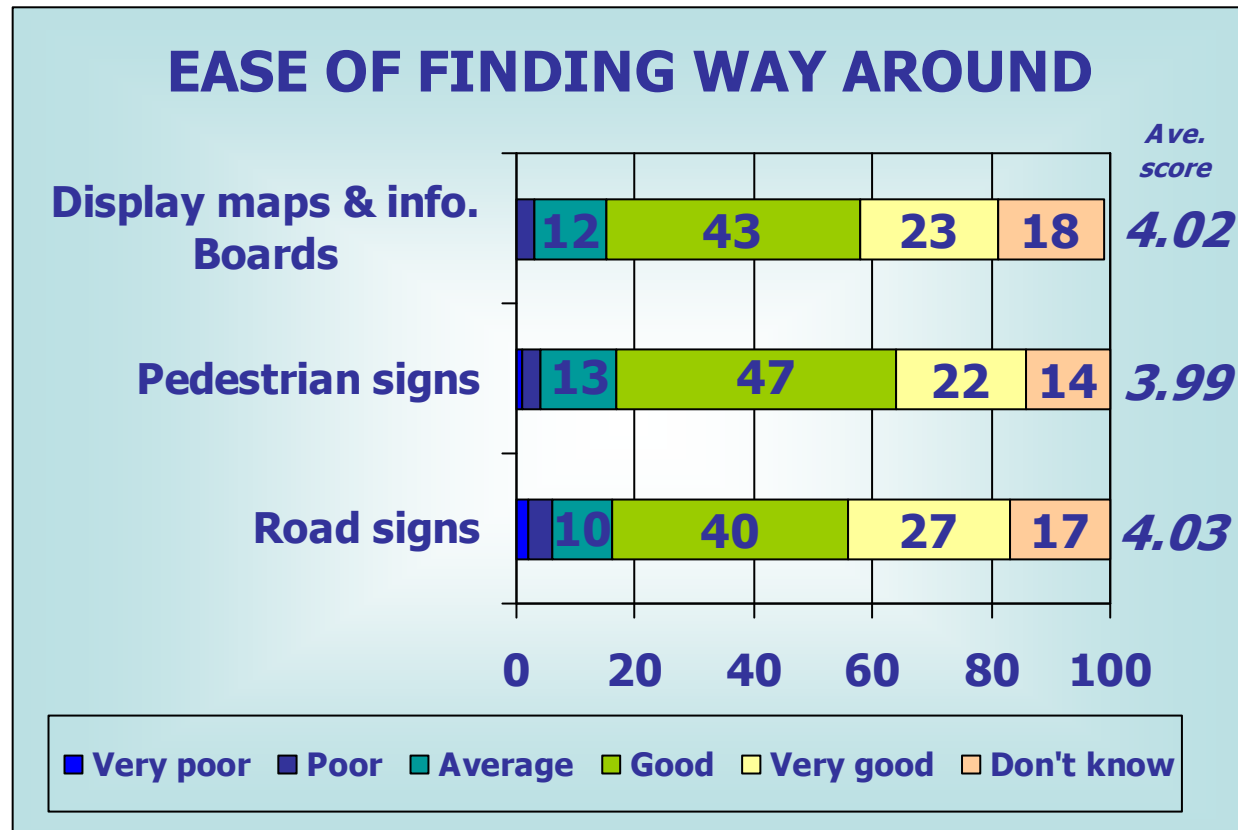 EASE OF FINDING WAY AROUND
Ave.
score
Display maps & info.
Boards
12 43 23 18 4.02
Pedestrian signs 13 47 22 14 3.99
Road signs 10 40 27 17 4.03
0 20 40 60 80 100
Very poor Poor Average Good Very good Don't know